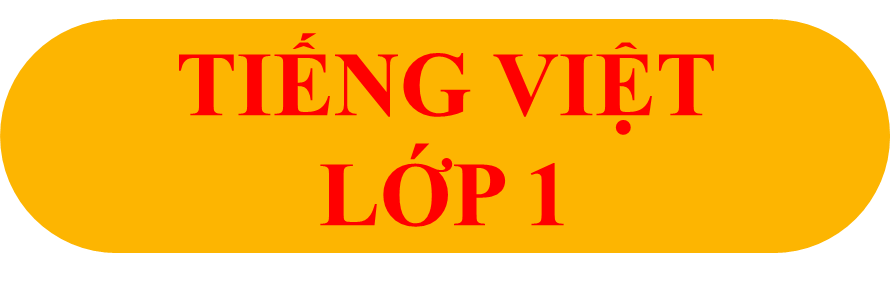 TIẾNG VIỆT
LỚP 1